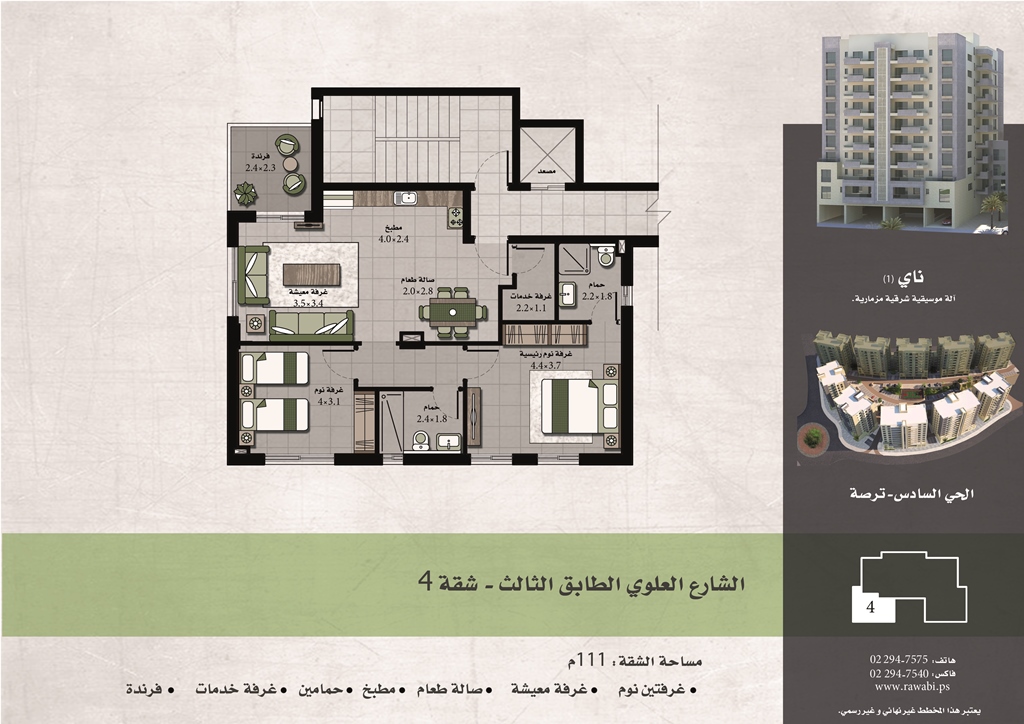 فرندة
2.4×2.3
مصعد
مطبخ
4.0×2.4
صالة طعام
2.0×2.8
غرفة معيشة
3.5×3.4
غرفة خدمات
2.2×1.1
حمام
2.2×1.8
غرفة نوم رئيسية
4.4×3.7
غرفة نوم
4×3.1
حمام
2.4×1.8
ناي (1)
آلة موسيقية شرقية مزمارية.
الحي السادس-ترصة
4
هاتف: 02 294-7575
فاكس: 02 294-7540
www.rawabi.ps
يعتبر هذا المخطط غير نهائي و غير رسمي.
الشارع العلوي الطابق الثالث - شقة 4
مساحة الشقة: 111م
• غرفتين نوم • غرفة معيشة • صالة طعام • مطبخ • حمامين • غرفة خدمات • فرندة